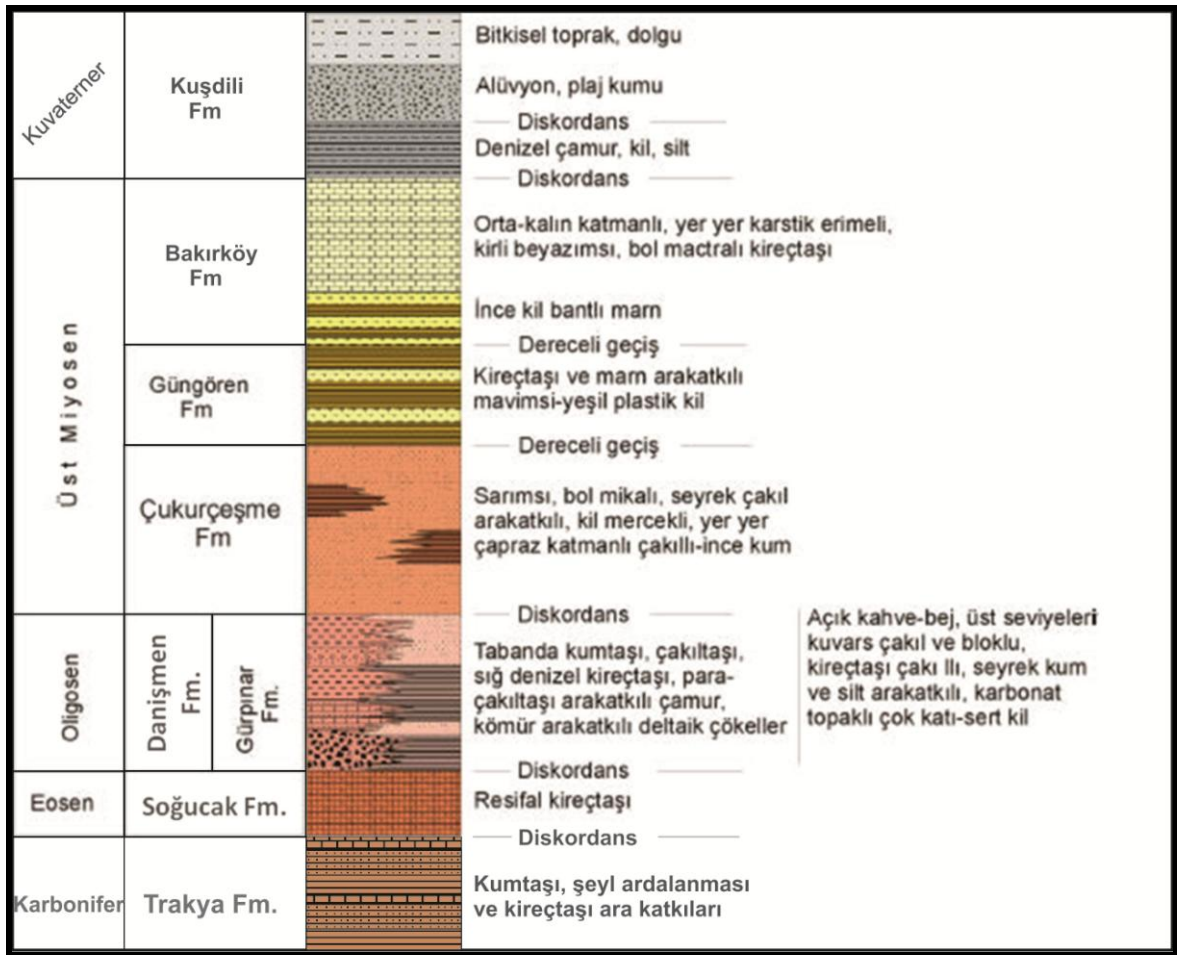 Kuvaterner
Kuşdili
Fm
Bitkisel toprak, dolgu
Alüvyon, plaj kumu
Diskordans
Denizel çamur, kil, silt
Diskordans
Üst Miyosen
Bakırköy
Fm
Orta-kalın katmanlı, yer yer karstik erimeli,
kirli beyazımsı, bol mactralı kireçtaşı
İnce kil bantlı marn
Dereceli geçiş
Güngören
Fm
Kireçtaşı ve marn arakatkılı
mavimsi-yeşil plastik kil
Dereceli geçiş
Çukurçeşme
Fm
Sarımsı, bol mikalı, seyrek çakıl
arakatkılı, kil mercekli, yer yer
çapraz katmanlı çakıllı-ince kum
Diskordans
Oligosen
Danişmen
Fm.
Gürpınar
Fm.
Tabanda kumtaşı, çakıltaşı,
sığ denizel kireçtaşı, para-
çakıltaşı arakatkılı çamur,
kömür arakatkılı deltaik çökeller
Açık kahve-bej, üst seviyeleri
kuvars çakıl ve bloklu,
kireçtaşı çakı llı, seyrek kum
ve silt arakatkılı, karbonat
topaklı çok katı-sert kil
Diskordans
Eosen
Soğucak Fm.
Resifal kireçtaşı
Diskordans
Karbonifer
Trakya Fm.
Kumtaşı, şeyl ardalanması
ve kireçtaşı ara katkıları